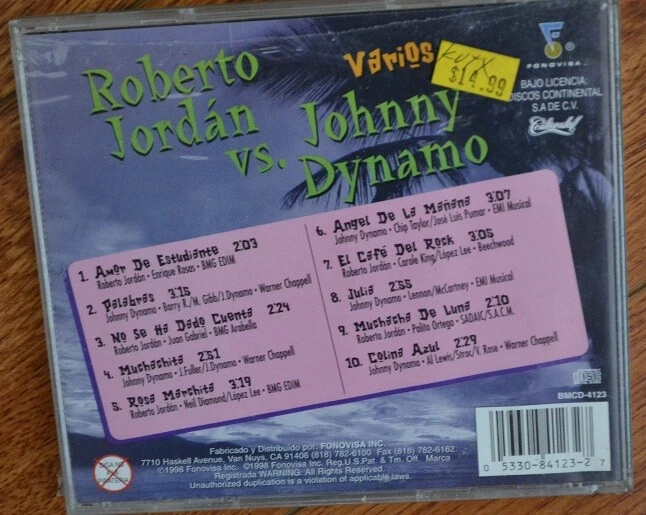 Roberto
Jordán
vs. Johnny
Dynamo
Varios
KUTX
$14.99
FONOVISA
BAJO LICENCIA:
DISCOS CONTINENTAL
S.A DE C.V.
Continental
1. Amor De Estudiante 2:03
Roberto Jordán • Enrique Rosas • BMG EDIM
2. Palabras 3:15
Johnny Dynamo • Barry R./M. Gibb/J.Dynamo • Warner Chappell
3. No Se Ha Dado Cuenta 2:24
Roberto Jordán • Juan Gabriel • BMG Arabella
4. Muchachita 2:51
Johnny Dynamo • J.Fuller/J.Dynamo • Warner Chappell
5. Rosa Marchita 3:19
Roberto Jordán • Neil Diamond/López Lee • BMG EDIM
6. Angel De La Mañana 3:07
Johnny Dynamo • Chip Taylor/José Luis Pumar • EMI Musical
7. El Café Del Rock 3:05
Roberto Jordán • Carole King/López Lee • Beechwood
8. Julia 2:55
Johnny Dynamo • Lennon/McCartney • EMI Musical
9. Muchacha De Luna 2:10
Roberto Jordán • Palito Ortega • SADAIC/S.A.C.M.
10. Colina Azul 2:29
Johnny Dynamo • Al Lewis/Stroc/V. Rose • Warner Chappell
BMCD-4123
Fabricado y Distribuido por: FONOVISA INC.
7710 Haskell Avenue, Van Nuys, CA 91406 (818) 782-6100 Fax (818) 782-6162.
©1998 Fonovisa Inc. ©1998 Fonovisa Inc. Reg.U.S.Pat. & Tm. Off. Marca
Registrada WARNING: All Rights Reserved.
Unauthorized duplication is a violation of applicable laws.
0 5330-84123-2 7